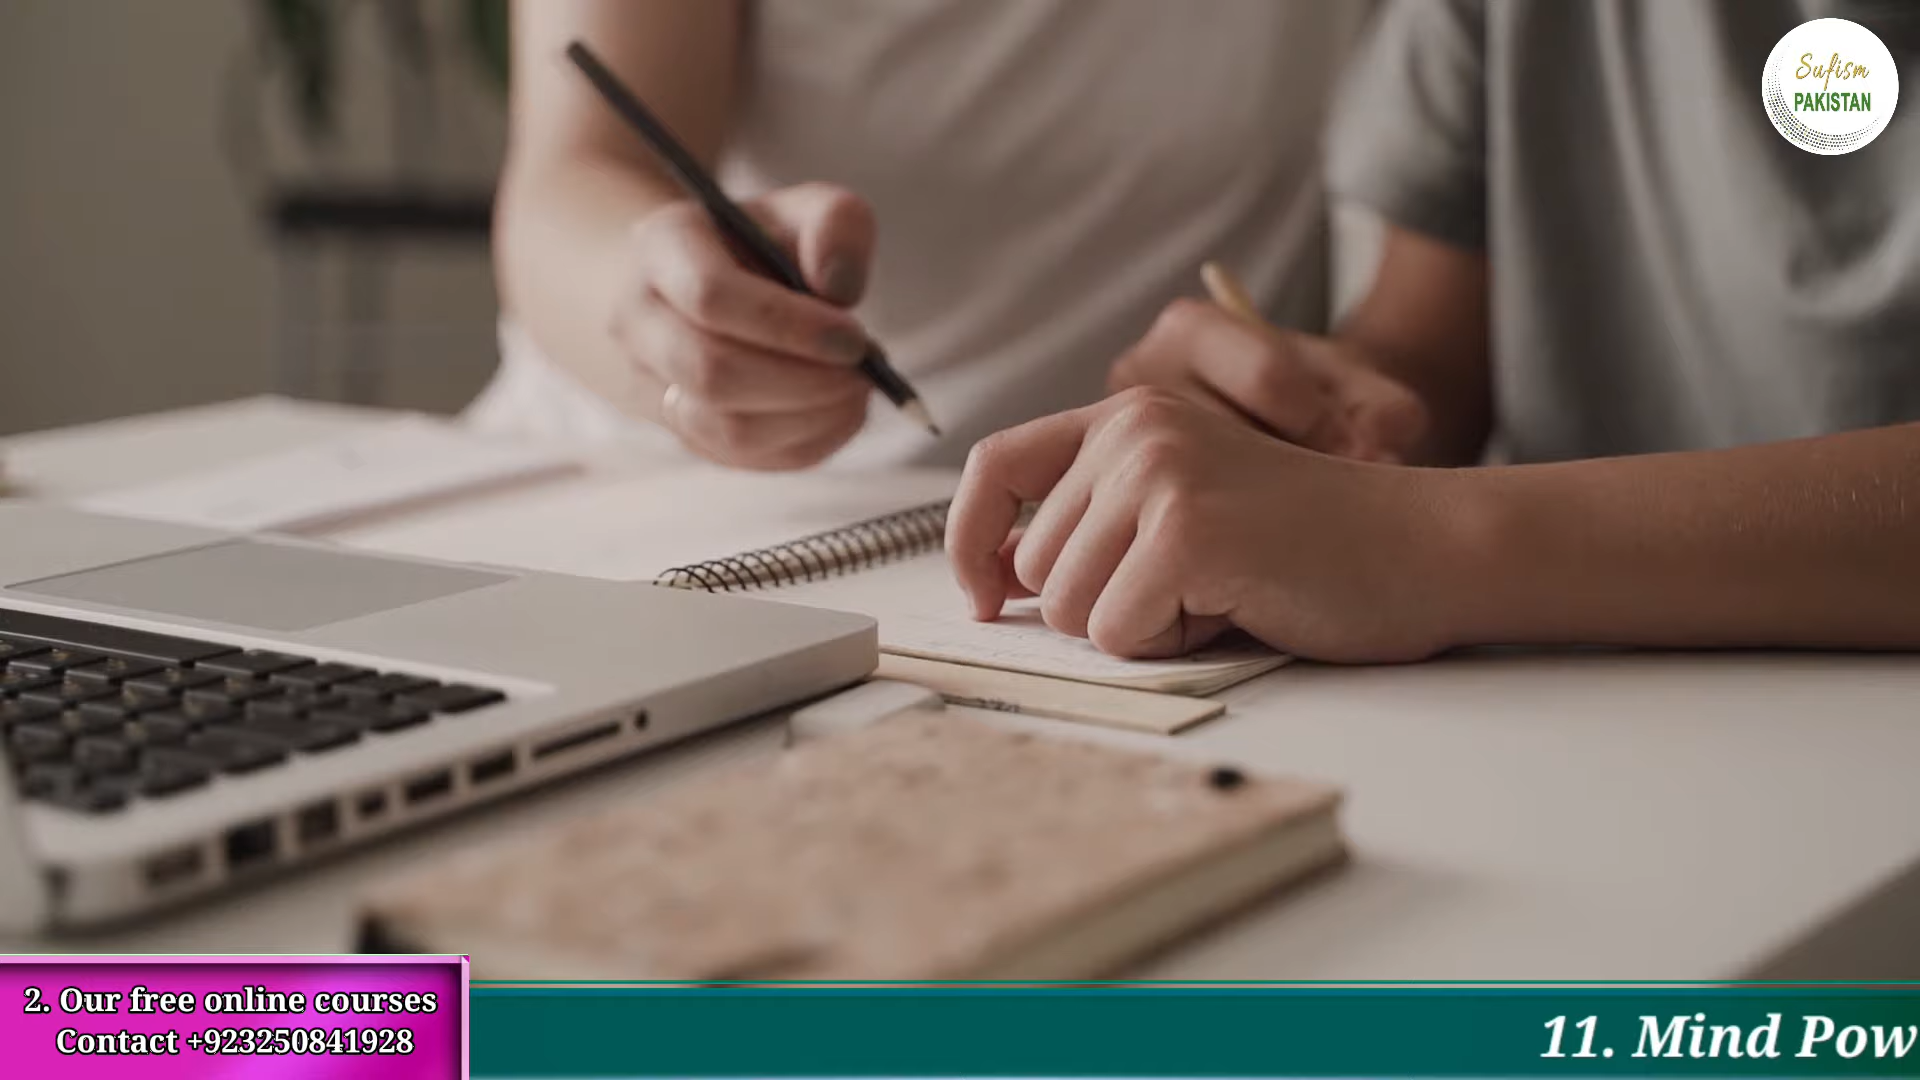 Sufism
PAKISTAN
2. Our free online courses
Contact +923250841928
11. Mind Pow